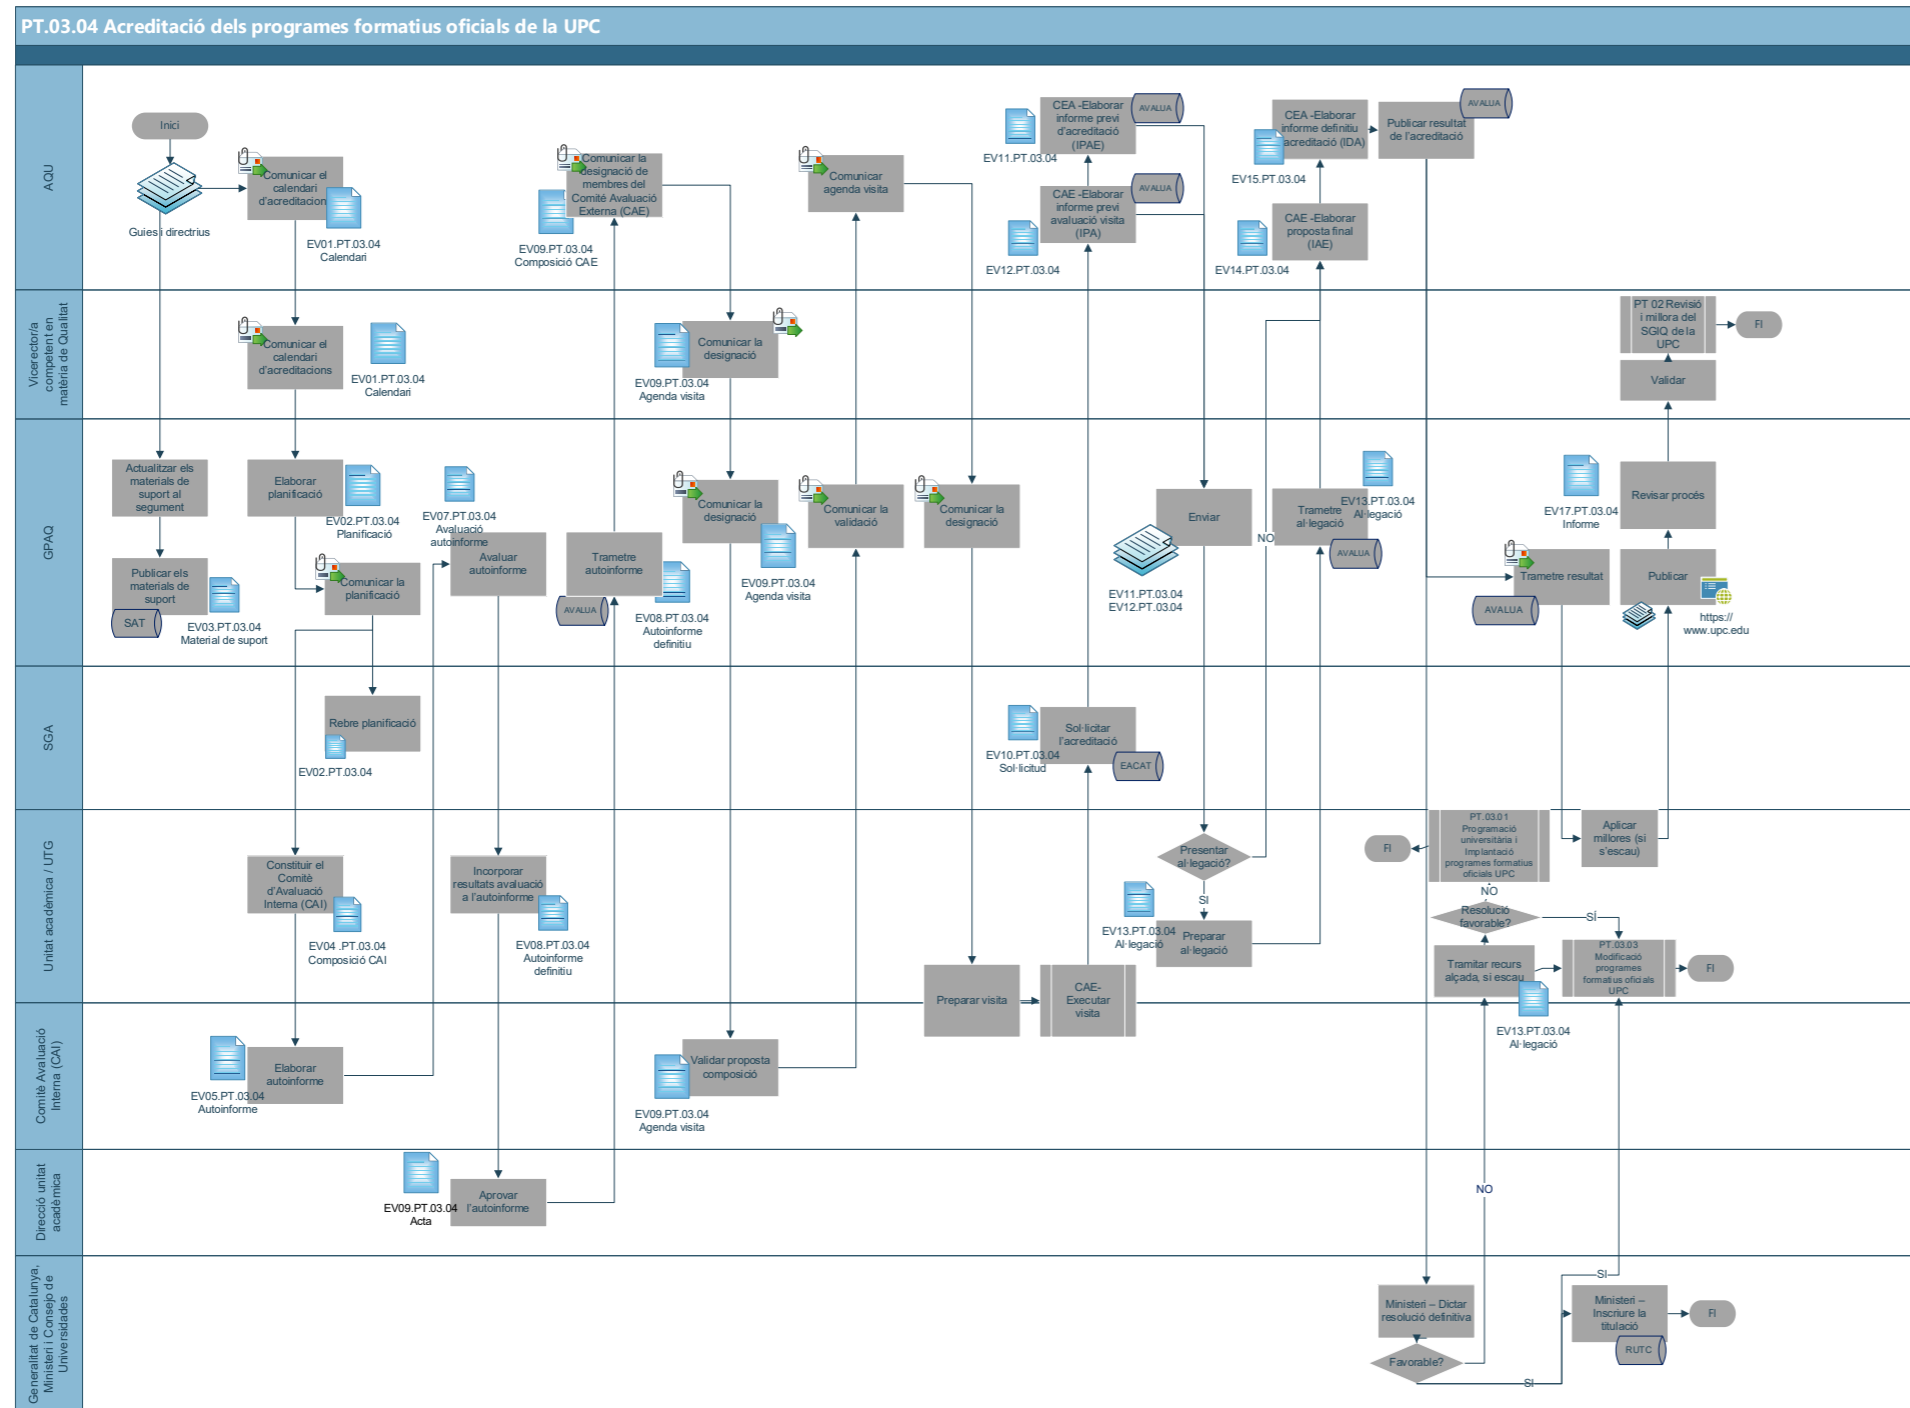 PT.03.04 Acreditació dels programes formatius oficials de la UPC
AQU
Inici
Guies i directrius
Comunicar el
calendari
d'acreditacion
EV01.PT.03.04
Calendari
Comunicar la
designació de
membres del
Comitè Avaluació
Externa (CAE)
EV09.PT.03.04
Composició CAE
Comunicar
agenda visita
CEA -Elaborar
informe previ
d'acreditació
(IPAE)
AVALUA
EV11.PT.03.04
CAE -Elaborar
informe previ
avaluació visita
(IPA)
AVALUA
EV12.PT.03.04
CEA -Elaborar
informe definitiu
acreditació (IDA)
EV15.PT.03.04
Publicar resultat
de l'acreditació
AVALUA
CAE -Elaborar
proposta final
(IAE)
EV14.PT.03.04
Vicerector/a
competent en
matèria de Qualitat
Comunicar el
calendari
d'acreditacions
EV01.PT.03.04
Calendari
Comunicar la
designació
EV09.PT.03.04
Agenda visita
PT 02 Revisió
i millora del
SGIQ de la
UPC
FI
Validar
GPAQ
Actualitzar els
materials de
suport al
segument
Publicar els
materials de
suport
SAT
EV03.PT.03.04
Material de suport
Elaborar
planificació
EV02.PT.03.04
Planificació
Comunicar la
planificació
EV07.PT.03.04
Avaluació
autoinforme
Avaluar
autoinforme
Trametre
autoinforme
AVALUA
EV08.PT.03.04
Autoinforme
definitiu
Comunicar la
designació
EV09.PT.03.04
Agenda visita
Comunicar la
validació
Comunicar la
designació
Enviar
EV11.PT.03.04
EV12.PT.03.04
NO
Trametre
al·legació
EV13.PT.03.04
Al·legació
AVALUA
Trametre resultat
AVALUA
EV17.PT.03.04
Informe
Revisar procés
Publicar
https://
www.upc.edu
SGA
Rebre planificació
EV02.PT.03.04
Sol·licitar
l'acreditació
EACAT
EV10.PT.03.04
Sol·licitud
Unitat acadèmica / UTG
Constituir el
Comitè
d'Avaluació
Interna (CAI)
EV04 .PT.03.04
Composició CAI
Incorporar
resultats avaluació
a l'autoinforme
EV08.PT.03.04
Autoinforme
definitiu
Preparar visita
CAE-
Executar
visita
Presentar
al·legació?
SI
EV13.PT.03.04
Al·legació
Preparar
al·legació
FI
PT.03.01
Programació
universitària i
Implantació
programes formatius
oficials UPC
NO
Resolució
favorable?
SÍ
Aplicar
millores (si
s'escau)
Tramitar recurs
alçada, si escau
EV13.PT.03.04
Al·legació
PT.03.03
Modificació
programes
formatius oficials
UPC
FI
Comitè Avaluació
Interna (CAI)
Elaborar
autoinforme
EV05.PT.03.04
Autoinforme
Validar proposta
composició
EV09.PT.03.04
Agenda visita
Direcció unitat
acadèmica
EV09.PT.03.04
Acta
Aprovar
l'autoinforme
NO
Generalitat de Catalunya,
Ministeri i Consejo de
Universidades
Ministeri – Dictar
resolució definitiva
Favorable?
SI
SI
Ministeri –
Inscriure la
titulació
RUTC
FI